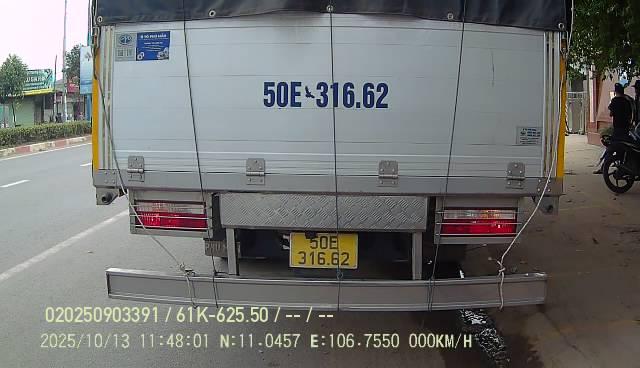 50E-316.62
50E
316.62
020250903391 / 61K-625.50 / -- / --
2025/10/13 11:48:01 N:11.0457 E:106.7550 000KM/H